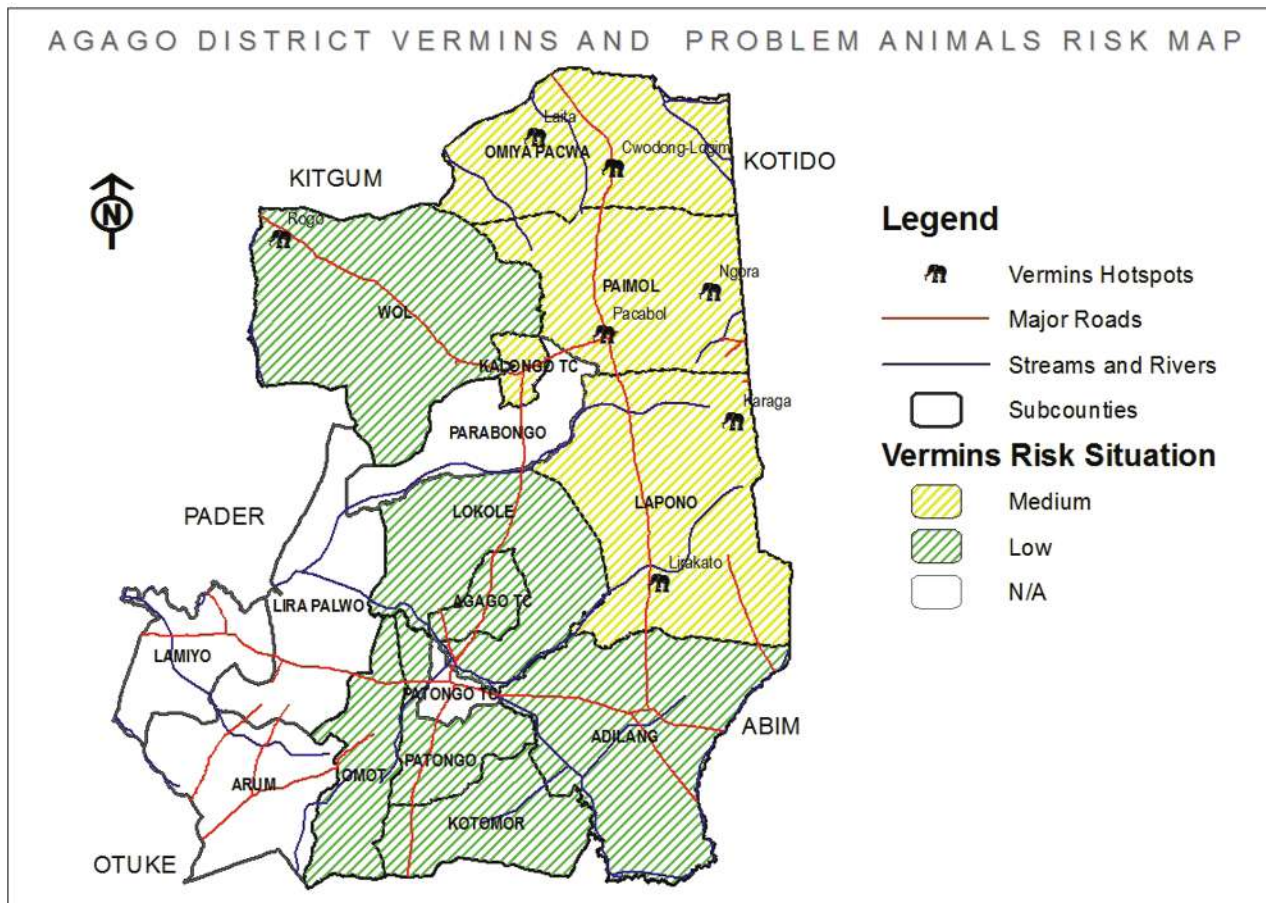 AGAGO DISTRICT VERMINS AND PROBLEM ANIMALS RISK MAP
Laita
OMIYA PACWA
Cwodong-Logim
KOTIDO
KITGUM
N
Rogo
WOL
PAIMOL
Ngora
Pacabol
KALONGO TC
Karaga
PARABONGO
LAPONO
LOKOLE
PADER
Lirakato
AGAGO TC
LIRA PALWO
LAMIYO
PATONGO TC
ABIM
ADILANG
PATONGO
OMOT
ARUM
KOTOMOR
OTUKE
Legend
Vermins Hotspots
Major Roads
Streams and Rivers
Subcounties
Vermins Risk Situation
Medium
Low
N/A